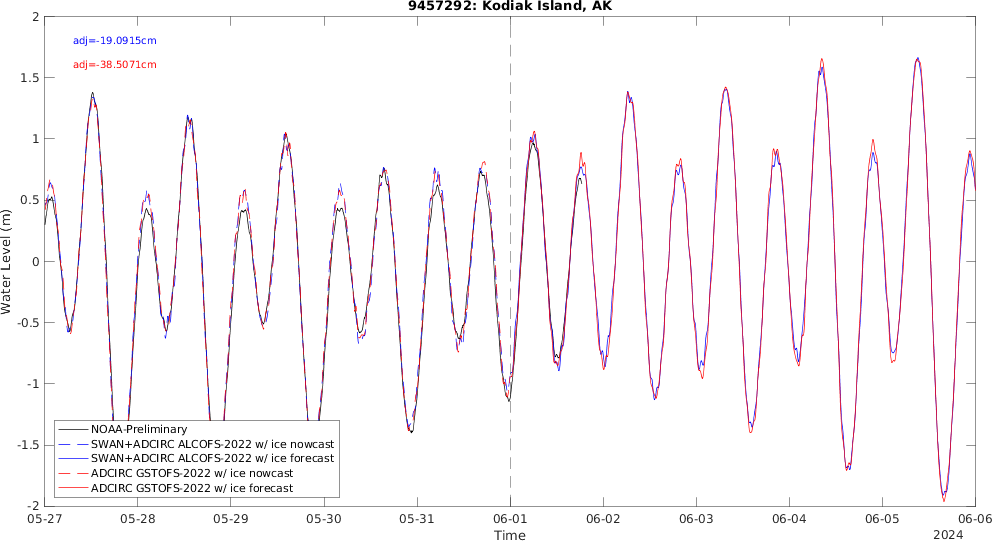 9457292: Kodiak Island, AK
adj=-19.0915cm
adj=-38.5071cm
2
1.5
1
0.5
0
-0.5
-1
-1.5
-2
Water Level (m)
NOAA-Preliminary
SWAN+ADCIRC ALCOFS-2022 w/ ice nowcast
SWAN+ADCIRC ALCOFS-2022 w/ ice forecast
ADCIRC GSTOFS-2022 w/ ice nowcast
ADCIRC GSTOFS-2022 w/ ice forecast
05-27 05-28 05-29 05-30 05-31 06-01 06-02 06-03 06-04 06-05 06-06
Time
2024